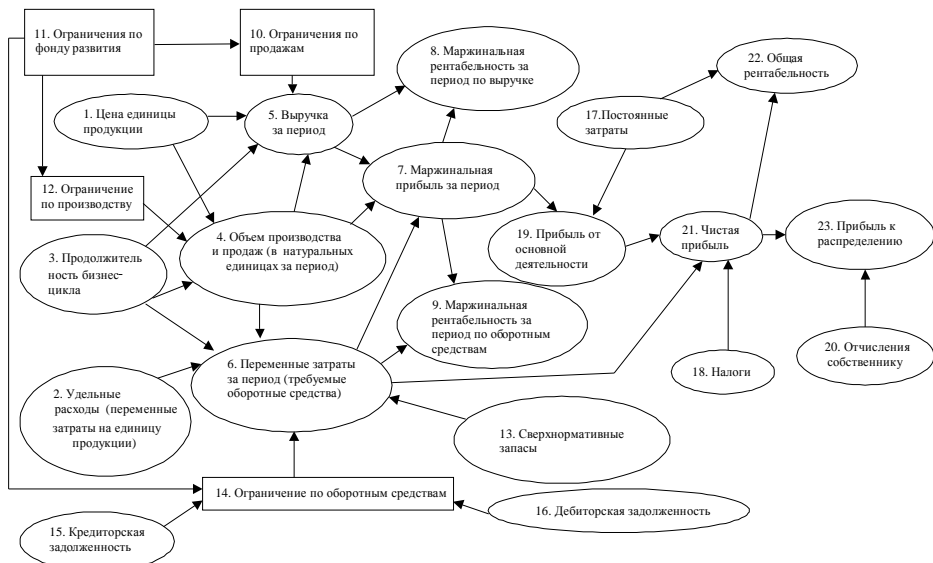 11. Ограничения по
фонду развития
10. Ограничения по
продажам
8. Маржинальная
рентабельность за
период по выручке
22. Общая
рентабельность
1. Цена единицы
продукции
5. Выручка
за период
17.Постоянные
затраты
7. Маржинальная
прибыль за период
12. Ограничение
по производству
4. Объем производства
и продаж (в натуральных
единицах за период)
19. Прибыль от
основной
деятельности
21. Чистая
прибыль
23. Прибыль к
распределению
3. Продолжитель
ность бизнес-
цикла
9. Маржинальная
рентабельность за
период по оборотным
средствам
6. Переменные затраты
за период (требуемые
оборотные средства)
18. Налоги
20. Отчисления
собственнику
2. Удельные
расходы (переменные
затраты на единицу
продукции)
13. Сверхнормативные
запасы
14. Ограничение по оборотным средствам
16. Дебиторская задолженность
15. Кредиторская
задолженность